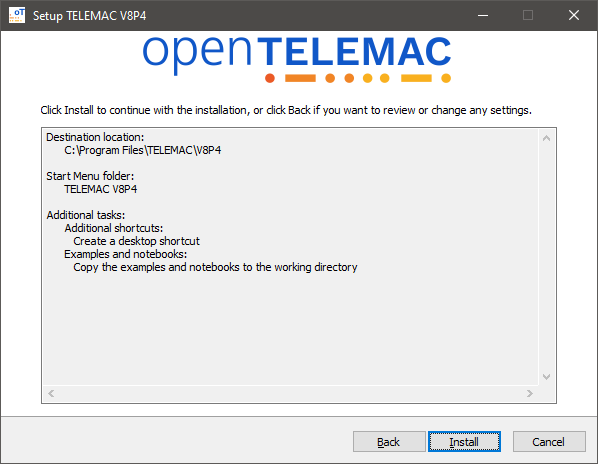 oT
Setup TELEMAC V8P4
openTELEMAC
Click Install to continue with the installation, or click Back if you want to review or change any settings.
Destination location:
C:\Program Files\TELEMAC\V8P4
Start Menu folder:
TELEMAC V8P4
Additional tasks:
Additional shortcuts:
Create a desktop shortcut
Examples and notebooks:
Copy the examples and notebooks to the working directory
Back
Install
Cancel